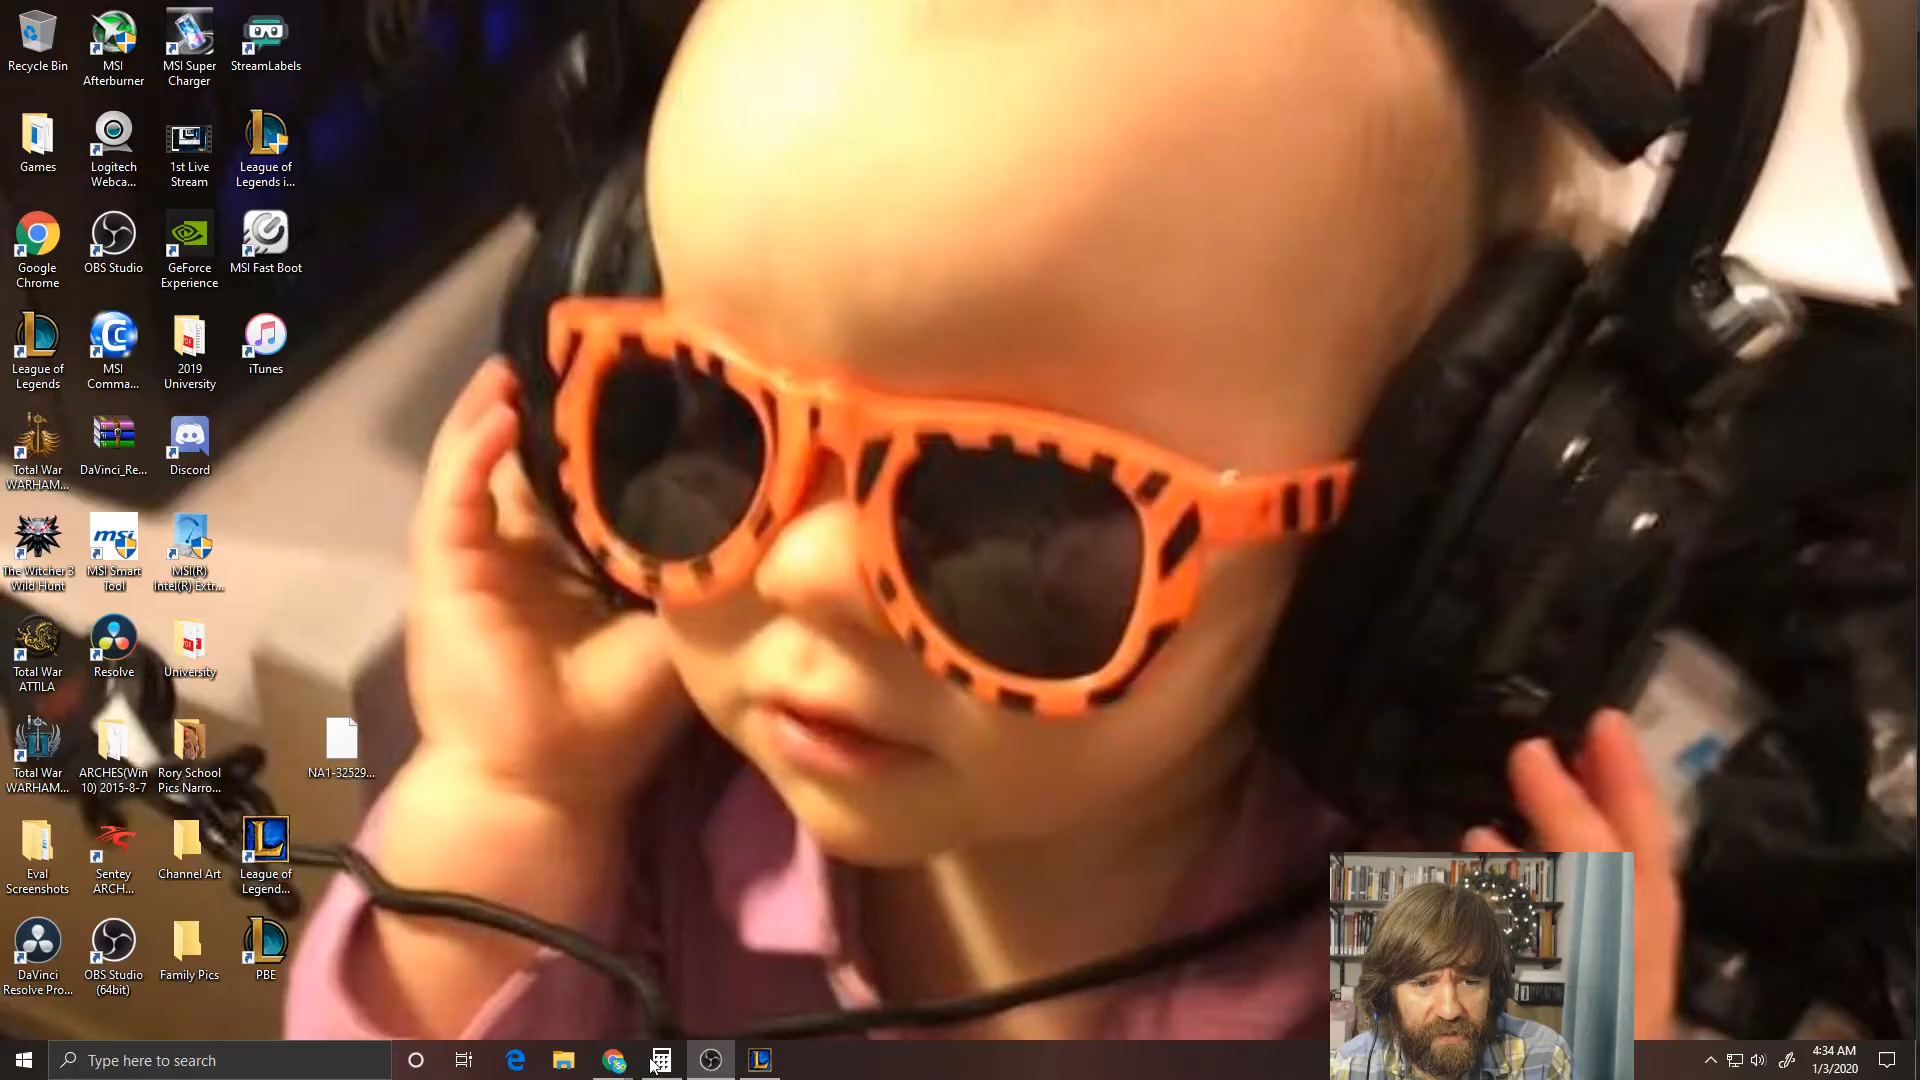 Recycle Bin
MSI
Afterburner
MSI Super
Charger
StreamLabels
Games
Logitech
Webca...
1st Live
Stream
League of
Legends i...
Google
Chrome
OBS Studio
GeForce
Experience
MSI Fast Boot
League of
Legends
MSI
Comma...
2019
University
iTunes
Total War
WARHAM...
DaVinci_Re...
Discord
The Witcher 3
Wild Hunt
MSI Smart
Tool
MSI(R)
Intel(R) Extr...
Total War
ATTILA
Resolve
University
Total War
WARHAM...
ARCHES(Win
10) 2015-8-7
Rory School
Pics Narro...
NA1-32529...
Eval
Screenshots
Sentey
ARCH...
Channel Art
League of
Legend...
DaVinci
Resolve Pro...
OBS Studio
(64bit)
Family Pics
PBE
Type here to search
4:34 AM
1/3/2020